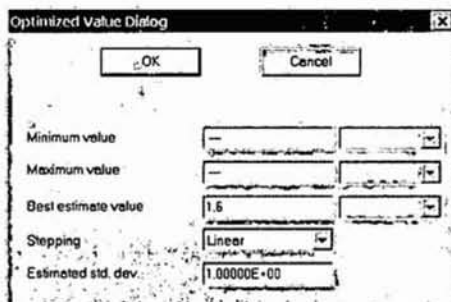 Optimized Value Dialog
OK Cancel
Minimum value ---
Maximum value ---
Best estimate value 1.6
Stepping Linear
Estimated std. dev. 1.00000E+00